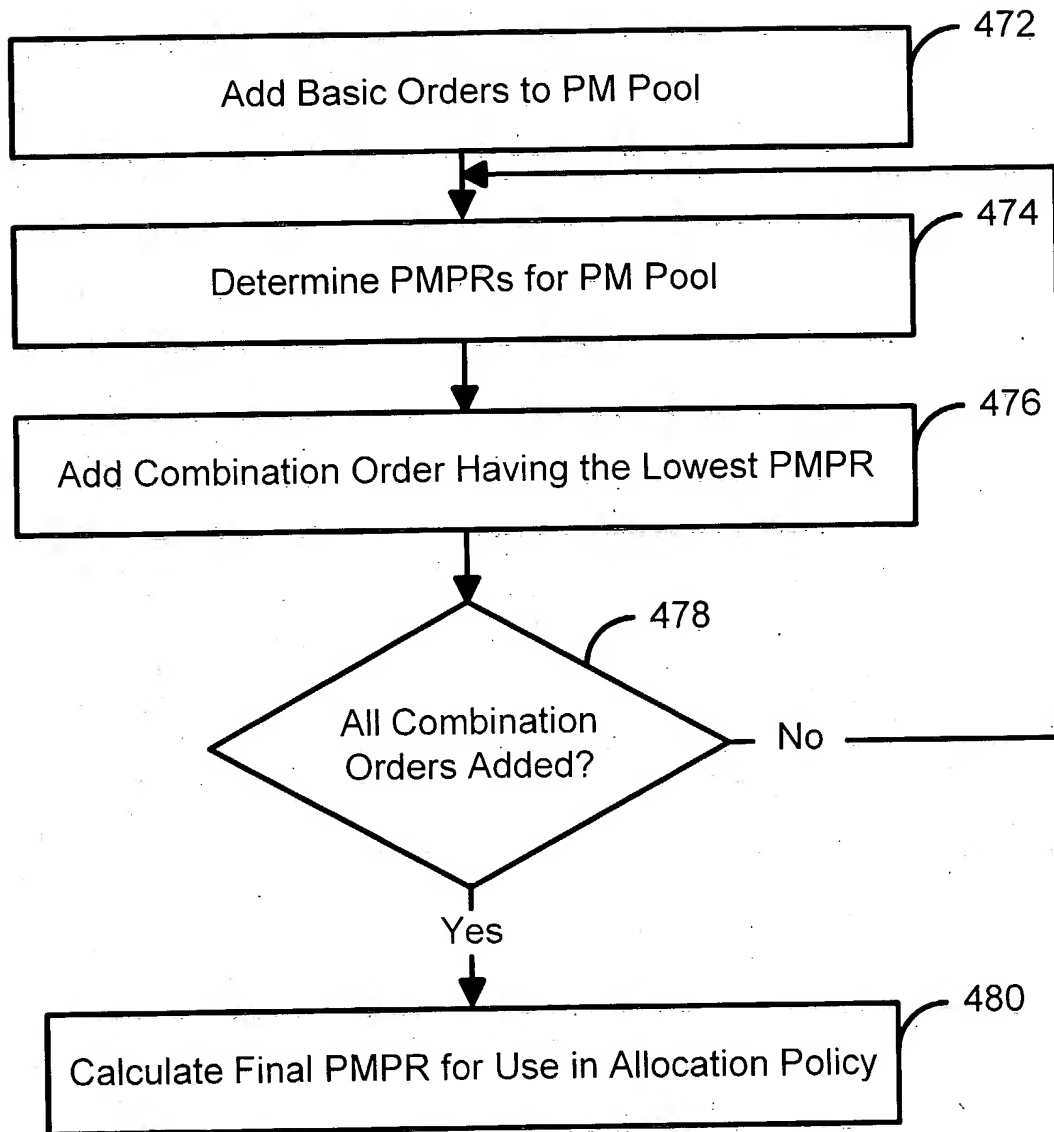 472
Add Basic Orders to PM Pool
474
Determine PMPRs for PM Pool
476
Add Combination Order Having the Lowest PMPR
478
All Combination
Orders Added?
No
Yes
480
Calculate Final PMPR for Use in Allocation Policy